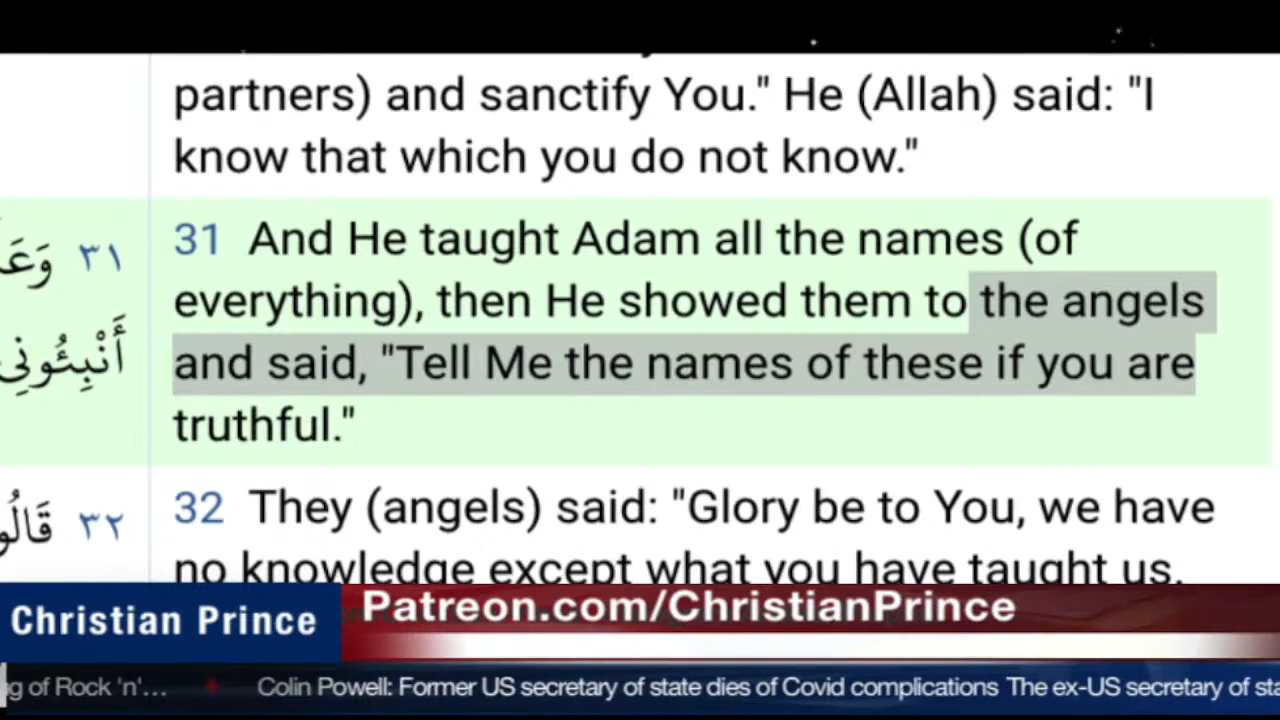 partners) and sanctify You." He (Allah) said: "I
know that which you do not know."
٣١ وَعَ
31 And He taught Adam all the names (of
everything), then He showed them to the angels
أَنْبِئُونِي
and said, "Tell Me the names of these if you are
truthful."
٣٢ قَالُو
32 They (angels) said: "Glory be to You, we have
no knowledge except what you have taught us.
Christian Prince
Patreon.com/ChristianPrince
g of Rock 'n'... Colin Powell: Former US secretary of state dies of Covid complications The ex-US secretary of sta